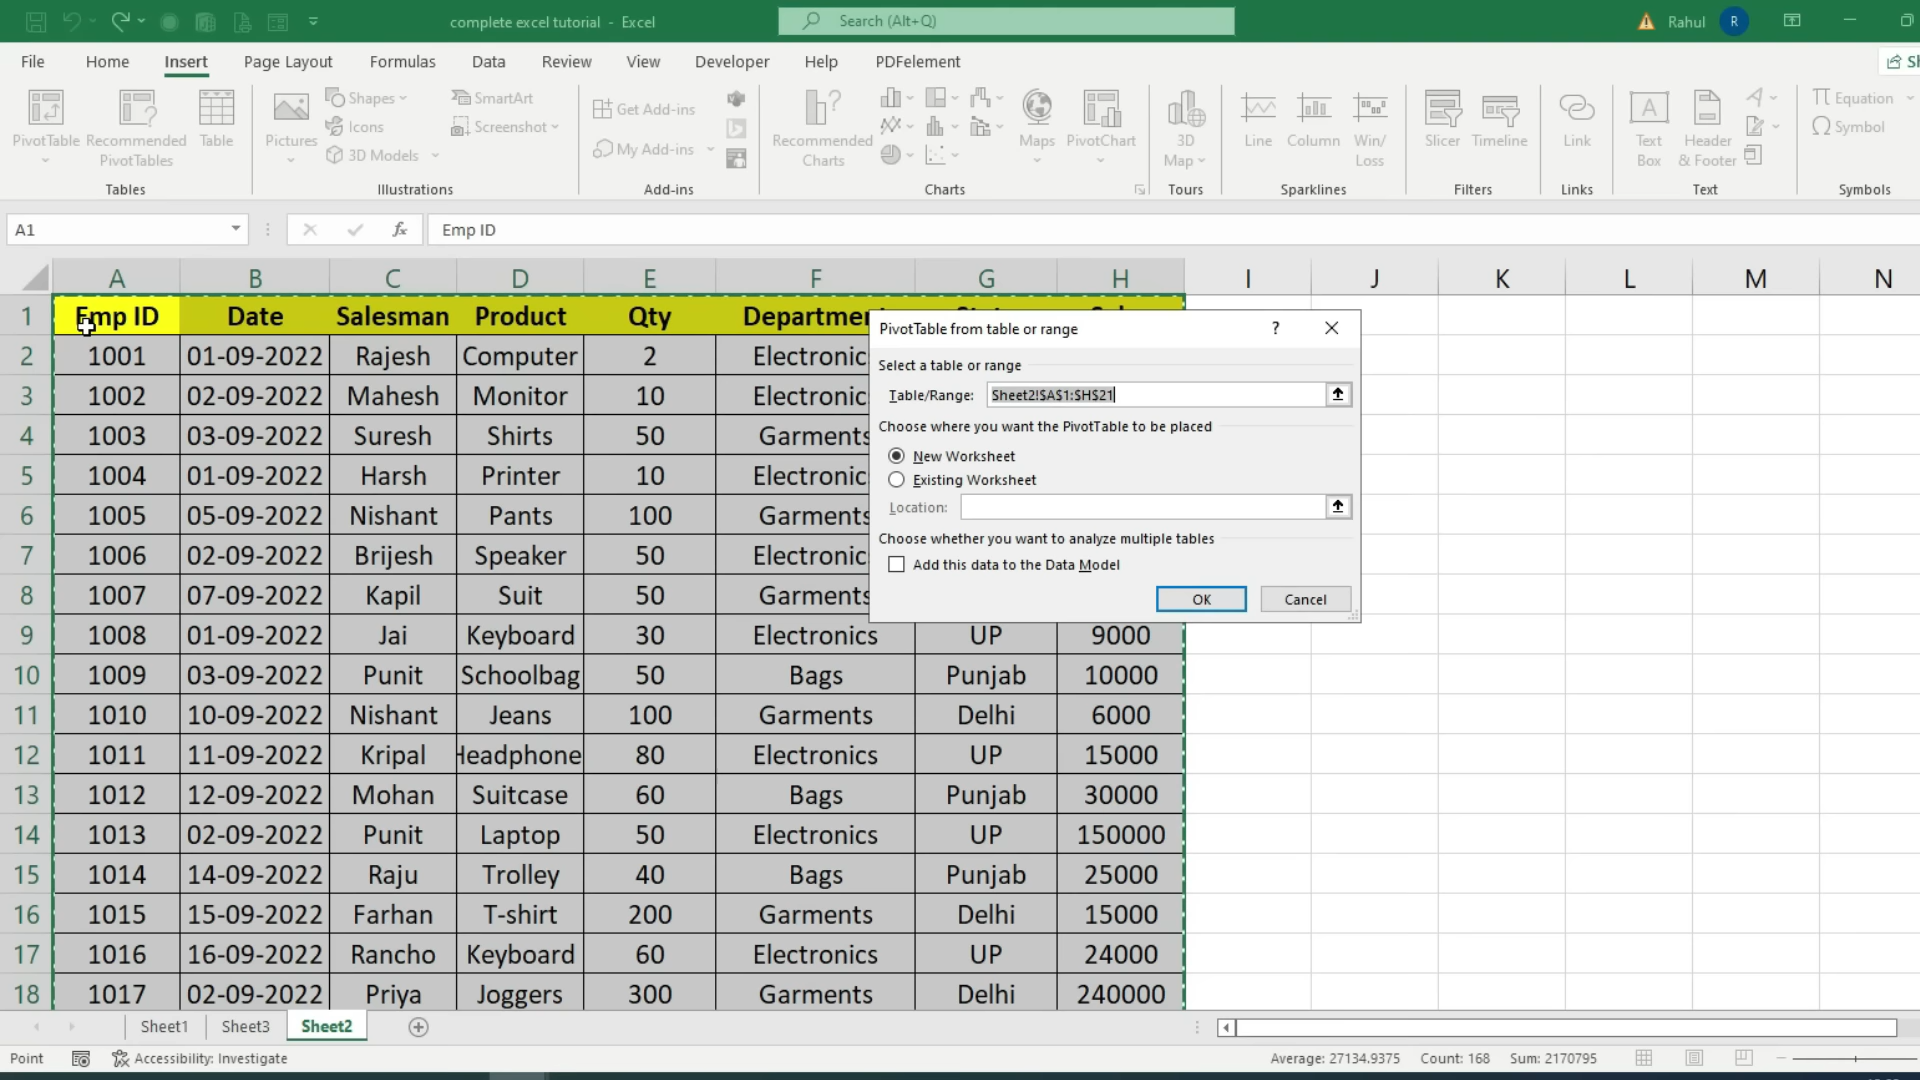 complete excel tutorial - Excel
Search (Alt+Q)
Rahul R
File Home Insert Page Layout Formulas Data Review View Developer Help PDFelement
PivotTable
Recommended PivotTables
Table
Tables
Pictures
Shapes
Icons
3D Models
SmartArt
Screenshot
Illustrations
Get Add-ins
My Add-ins
Add-ins
Recommended Charts
Maps
PivotChart
Charts
3D Map
Tours
Line
Column
Win/ Loss
Sparklines
Slicer
Timeline
Filters
Link
Links
Text Box
Header & Footer
Text
Equation
Symbol
Symbols
A1
fx
Emp ID
A B C D E F G H I J K L M N
1 Emp ID Date Salesman Product Qty
2 1001 01-09-2022 Rajesh Computer 2
3 1002 02-09-2022 Mahesh Monitor 10
4 1003 03-09-2022 Suresh Shirts 50 Garments
5 1004 01-09-2022 Harsh Printer 10
6 1005 05-09-2022 Nishant Pants 100 Garments
7 1006 02-09-2022 Brijesh Speaker 50
8 1007 07-09-2022 Kapil Suit 50 Garments
9 1008 01-09-2022 Jai Keyboard 30 Electronics UP 9000
10 1009 03-09-2022 Punit Schoolbag 50 Bags Punjab 10000
11 1010 10-09-2022 Nishant Jeans 100 Garments Delhi 6000
12 1011 11-09-2022 Kripal Headphone 80 Electronics UP 15000
13 1012 12-09-2022 Mohan Suitcase 60 Bags Punjab 30000
14 1013 02-09-2022 Punit Laptop 50 Electronics UP 150000
15 1014 14-09-2022 Raju Trolley 40 Bags Punjab 25000
16 1015 15-09-2022 Farhan T-shirt 200 Garments Delhi 15000
17 1016 16-09-2022 Rancho Keyboard 60 Electronics UP 24000
18 1017 02-09-2022 Priya Joggers 300 Garments Delhi 240000
PivotTable from table or range ?
Select a table or range
Table/Range: Sheet2!$A$1:$H$21
Choose where you want the PivotTable to be placed
New Worksheet
Existing Worksheet
Location:
Choose whether you want to analyze multiple tables
Add this data to the Data Model
OK Cancel
Sheet1 Sheet3 Sheet2
Point Accessibility: Investigate Average: 27134.9375 Count: 168 Sum: 2170795